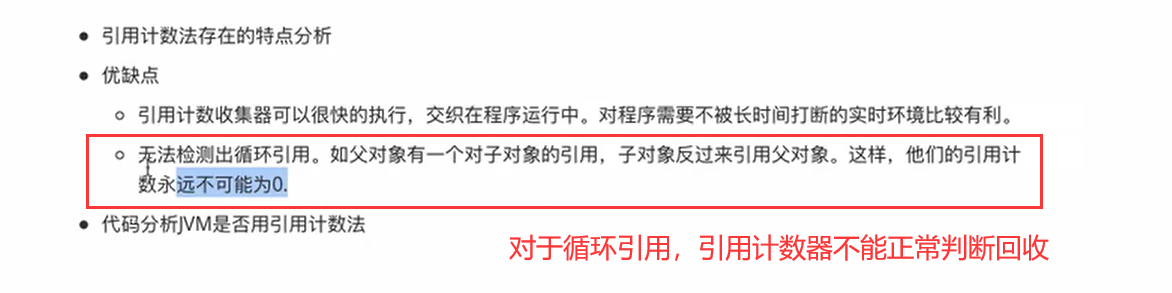 引用计数法存在的特点分析
优缺点
引用计数收集器可以很快的执行，交织在程序运行中。对程序需要不被长时间打断的实时环境比较有利。
无法检测出循环引用。如父对象有一个对子对象的引用，子对象反过来引用父对象。这样，他们的引用计
数永远不可能为0.
代码分析JVM是否用引用计数法
对于循环引用，引用计数器不能正常判断回收